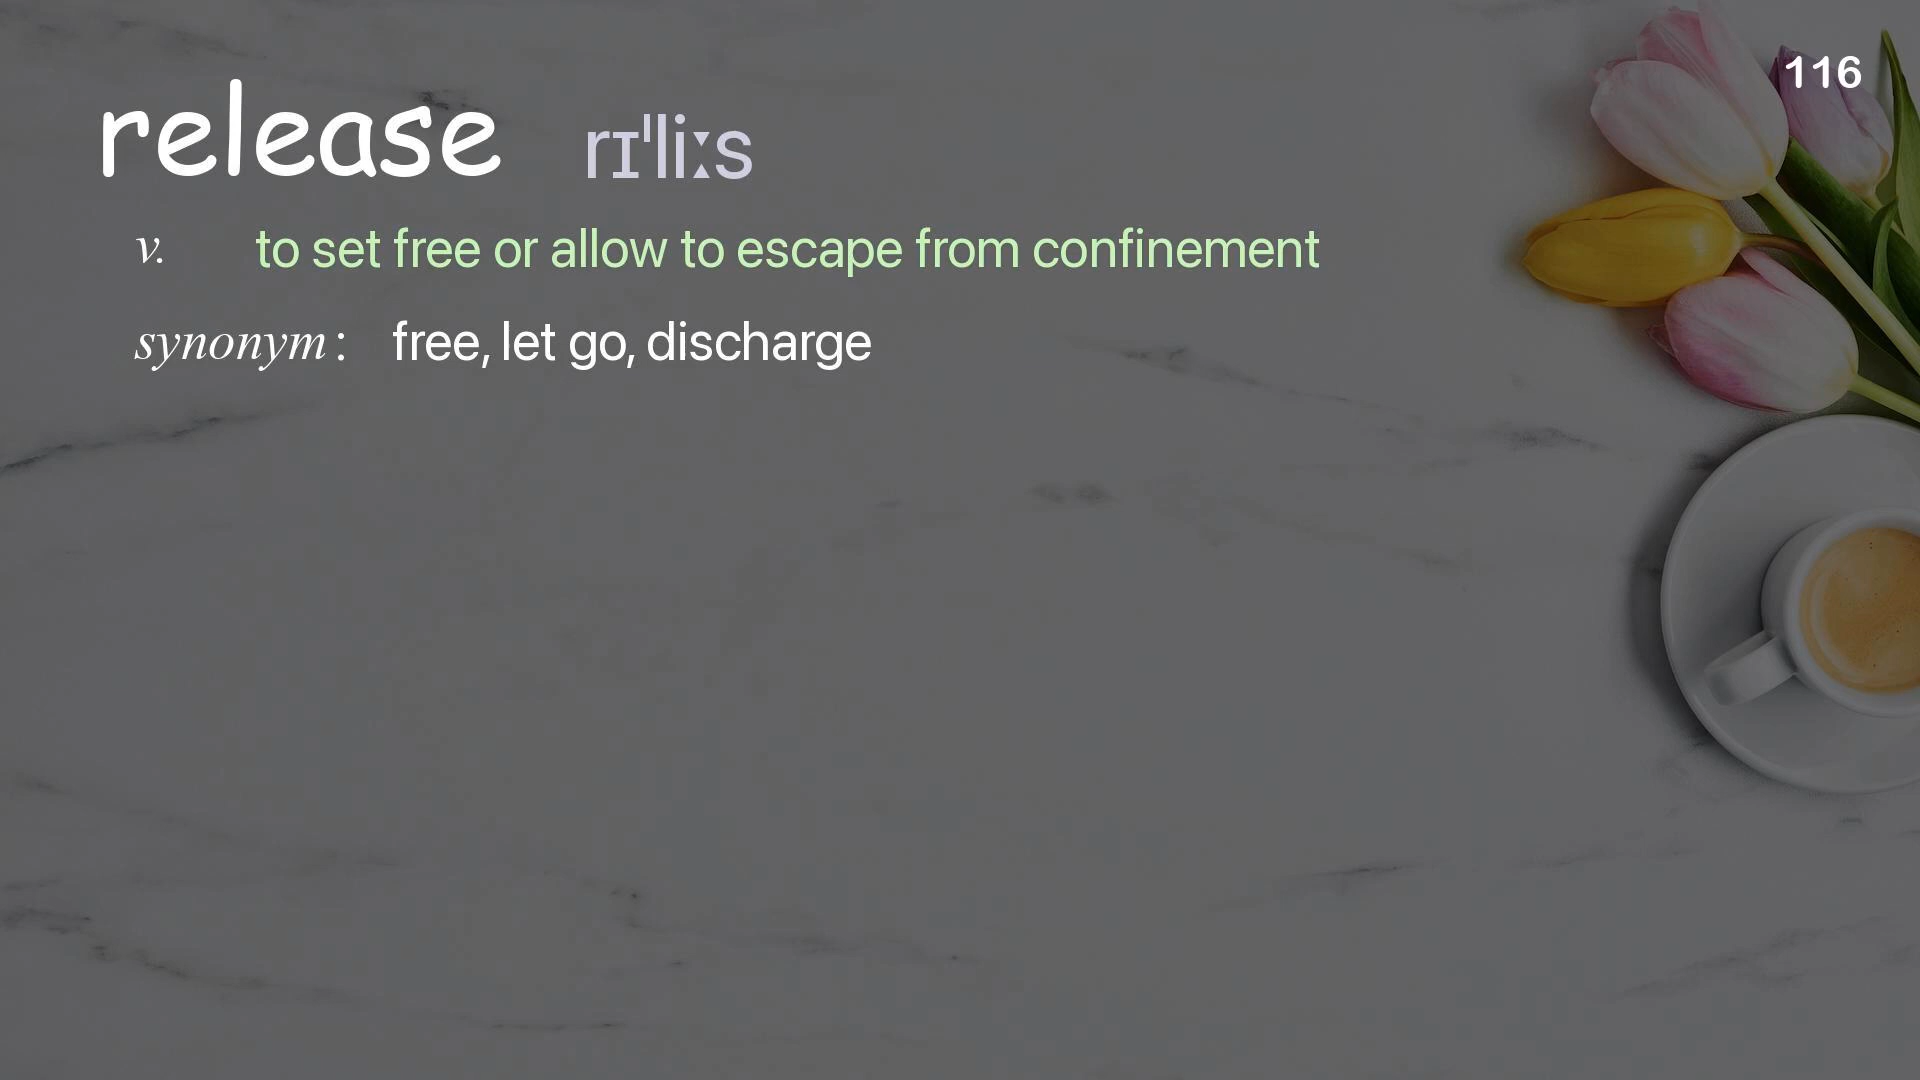 116
release rɪˈliːs
v. to set free or allow to escape from confinement
synonym : free, let go, discharge